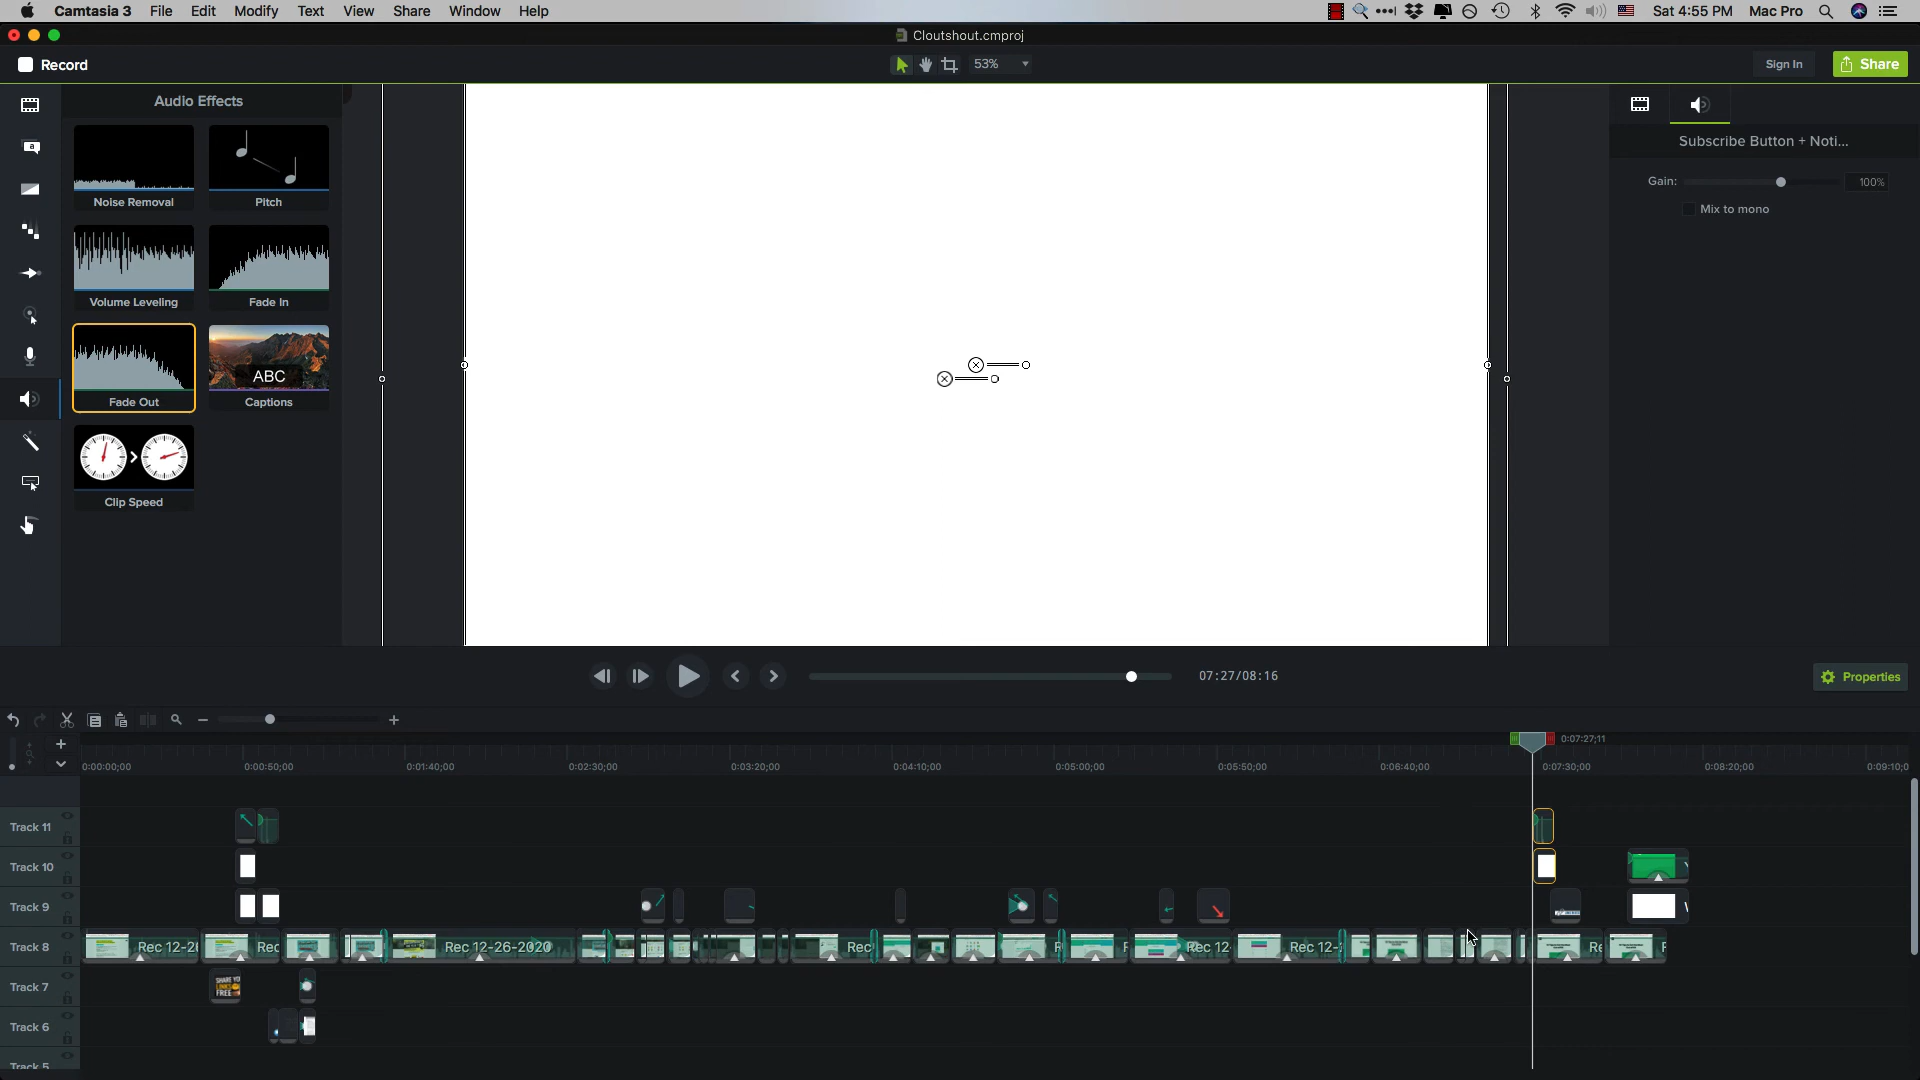 Camtasia 3 File Edit Modify Text View Share Window Help Sat 4:55 PM Mac Pro
Cloutshout.cmproj
Record 53% Sign In Share
Audio Effects
Subscribe Button + Noti...
Gain: 100%
Mix to mono
Noise Removal Pitch
Volume Leveling Fade In
ABC
Fade Out Captions
Clip Speed
07:27/08:16 Properties
0:07:27;11
0:00:00;00 0:00:50;00 0:01:40;00 0:02:30;00 0:03:20;00 0:04:10;00 0:05:00;00 0:05:50;00 0:06:40;00 0:07:30;00 0:08:20;00 0:09:10;0
Track 11
Track 10
Track 9
Track 8 Rec 12-2 Rec Rec 12-26-2020 Rec Rec 12 Rec 12-
Track 7 SHARE YO LINKS FREE
Track 6
Track 5